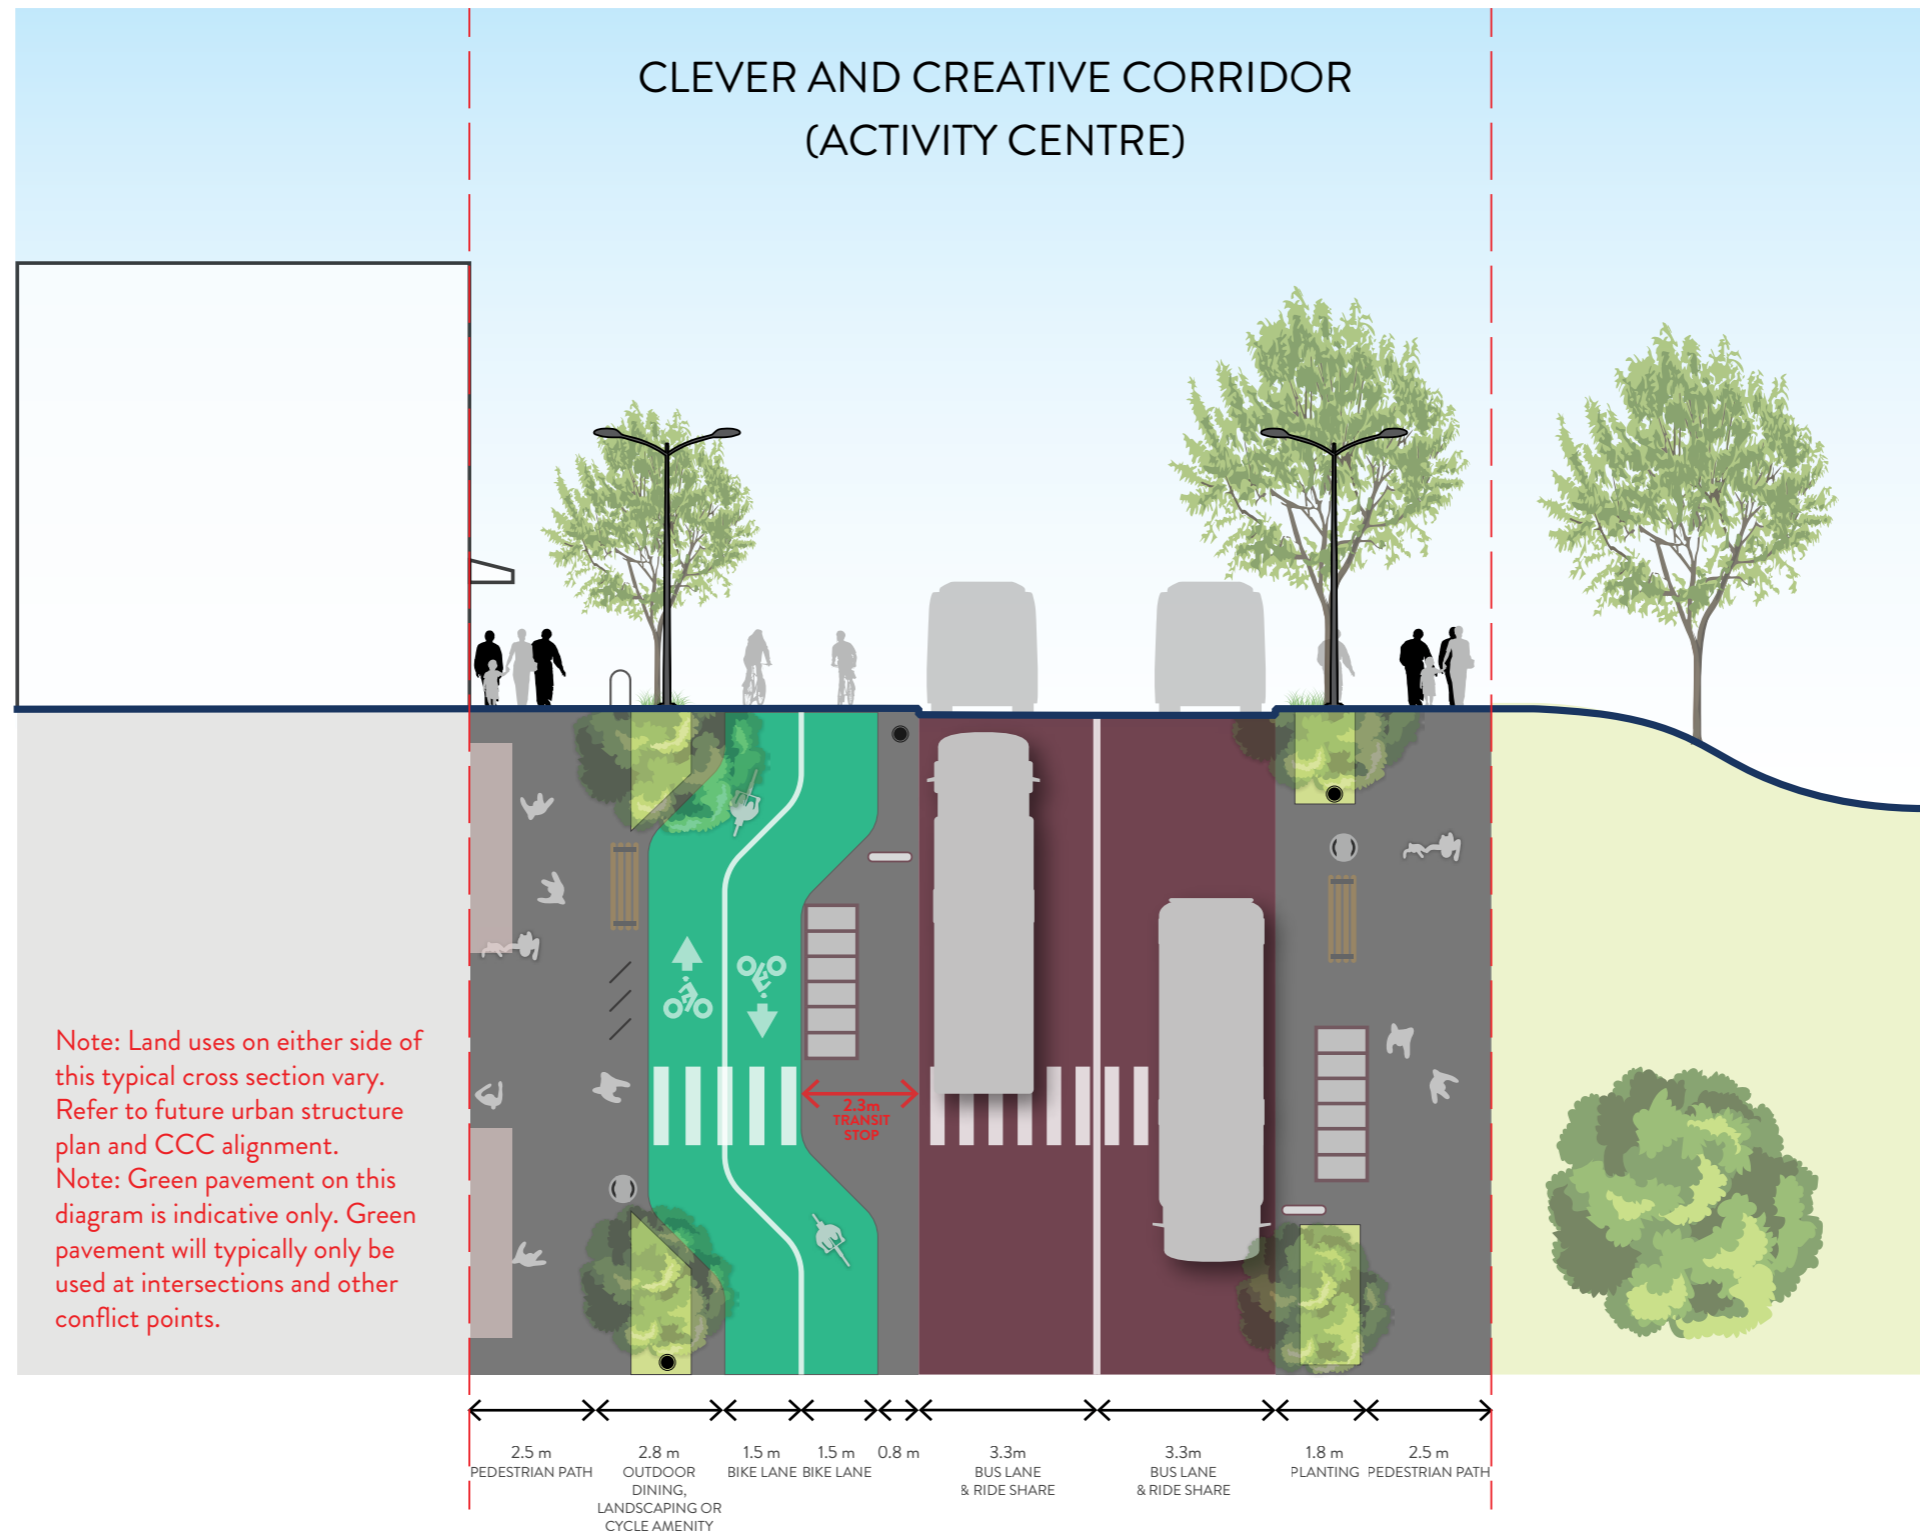 CLEVER AND CREATIVE CORRIDOR
(ACTIVITY CENTRE)
Note: Land uses on either side of
this typical cross section vary.
Refer to future urban structure
plan and CCC alignment.
Note: Green pavement on this
diagram is indicative only. Green
pavement will typically only be
used at intersections and other
conflict points.
2.3m
TRANSIT
STOP
2.5 m
PEDESTRIAN PATH
2.8 m
OUTDOOR
DINING,
LANDSCAPING OR
CYCLE AMENITY
1.5 m
BIKE LANE
1.5 m
BIKE LANE
0.8 m
3.3m
BUS LANE
& RIDE SHARE
3.3m
BUS LANE
& RIDE SHARE
1.8 m
PLANTING
2.5 m
PEDESTRIAN PATH